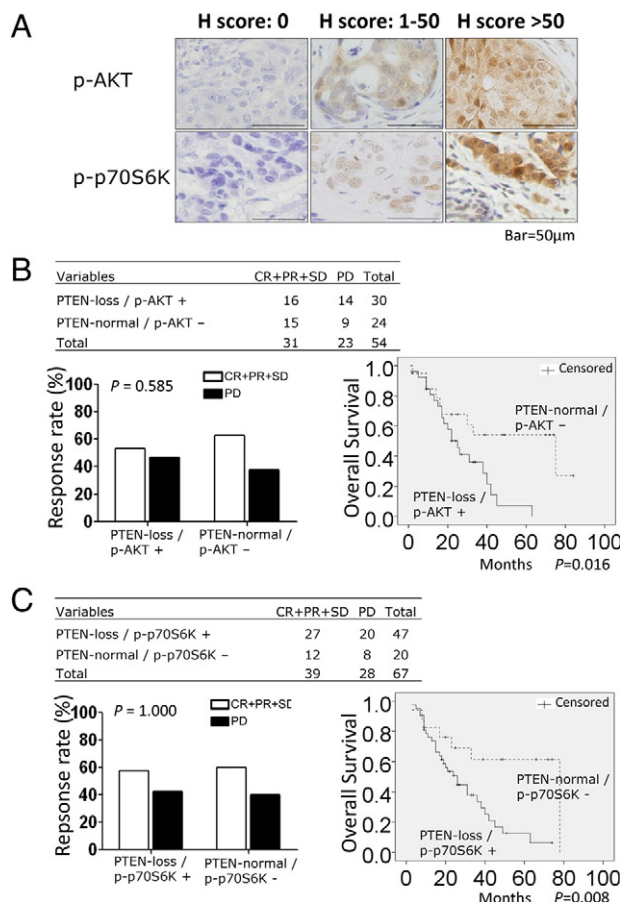 A
H score: 0 H score: 1-50 H score >50
p-AKT
p-p70S6K
Bar=50μm
B
Variables CR+PR+SD PD Total
PTEN-loss / p-AKT + 16 14 30
PTEN-normal / p-AKT − 15 9 24
Total 31 23 54
Response rate (%)
100
80
60
40
20
0
P = 0.585
CR+PR+SD
PD
PTEN-loss / PTEN-normal /
p-AKT + p-AKT −
Overall Survival
1.0
0.8
0.6
0.4
0.2
0.0
Censored
PTEN-normal /
p-AKT −
PTEN-loss /
p-AKT +
0 20 40 60 80 100
Months P=0.016
C
Variables CR+PR+SD PD Total
PTEN-loss / p-p70S6K + 27 20 47
PTEN-normal / p-p70S6K − 12 8 20
Total 39 28 67
Repsonse rate (%)
100
80
60
40
20
0
P = 1.000
CR+PR+SD
PD
PTEN-loss / PTEN-normal /
p-p70S6K + p-p70S6K -
Overall Survival
1.0
0.8
0.6
0.4
0.2
0.0
Censored
PTEN-normal /
p-p70S6K -
PTEN-loss /
p-p70S6K +
0 20 40 60 80 100
Months P=0.008